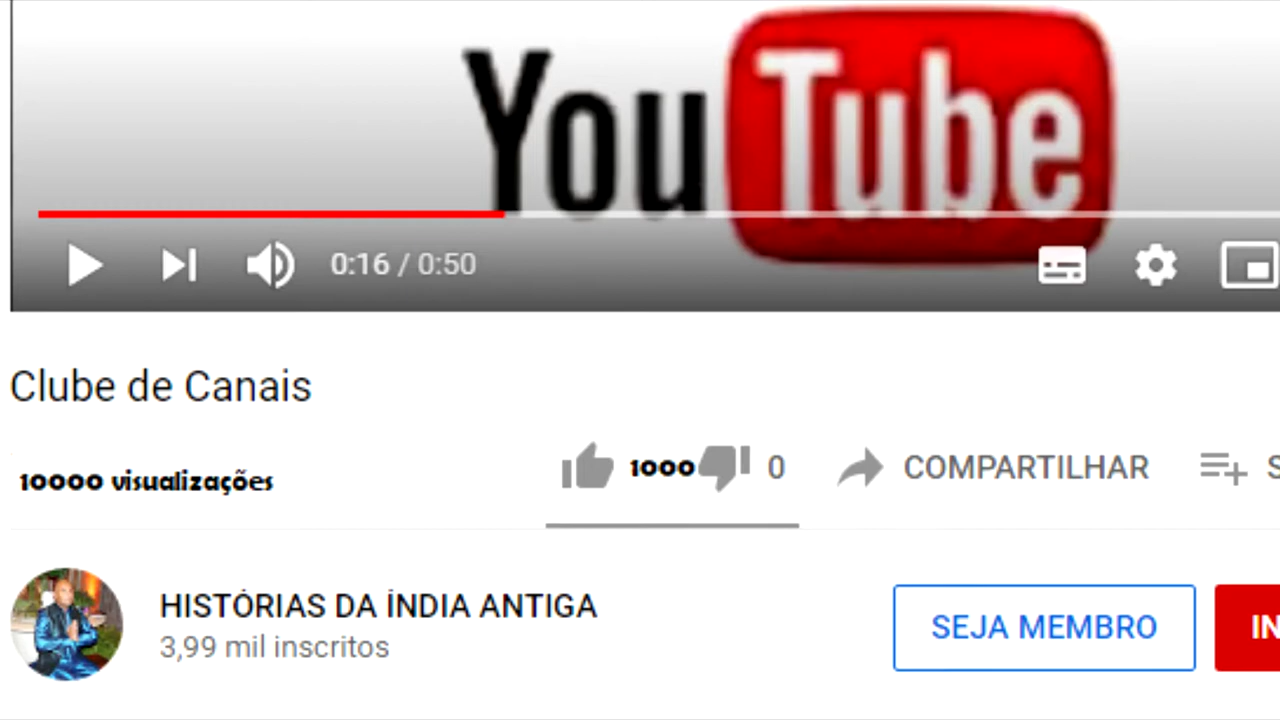 YouTube
0:16 / 0:50
Clube de Canais
10000 visualizações
1000 0 COMPARTILHAR
HISTÓRIAS DA ÍNDIA ANTIGA
3,99 mil inscritos
SEJA MEMBRO